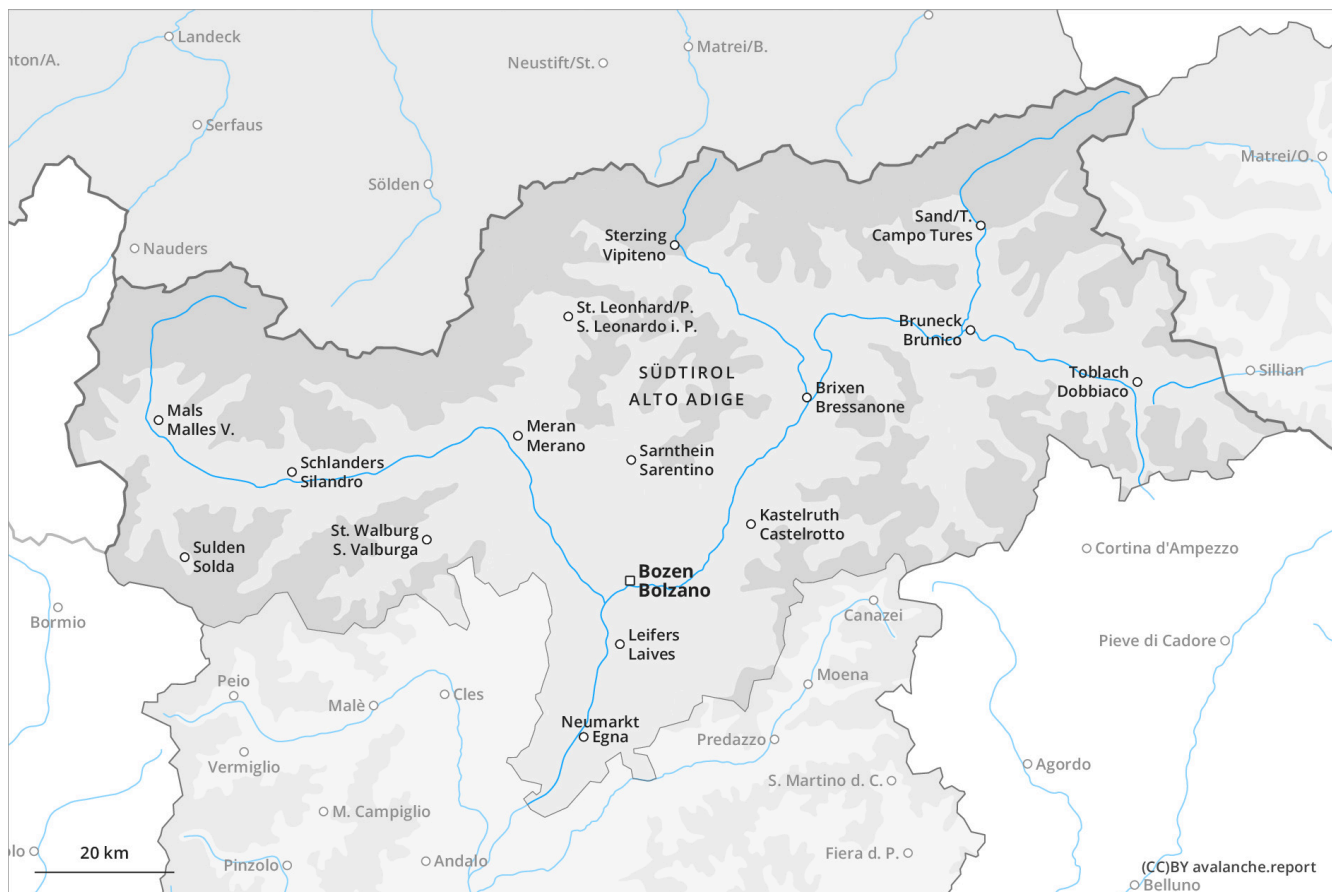 Landeck
nton/A.
Matrei/B.
Neustift/St.
Serfaus
Matrei/O.
Sölden
Sand/T.
Campo Tures
Sterzing
Vipiteno
Nauders
St. Leonhard/P.
S. Leonardo i. P.
Bruneck
Brunico
SÜDTIROL
ALTO ADIGE
Toblach
Dobbiaco
Sillian
Brixen
Bressanone
Mals
Malles V.
Meran
Merano
Schlanders
Silandro
Sarnthein
Sarentino
Kastelruth
Castelrotto
St. Walburg
S. Valburga
Sulden
Solda
Cortina d'Ampezzo
Bozen
Bolzano
Bormio
Canazei
Leifers
Laives
Pieve di Cadore
Peio
Moena
Malè
Cles
Neumarkt
Egna
Predazzo
Vermiglio
Agordo
S. Martino d. C.
M. Campiglio
20 km
olo
Pinzolo
Andalo
Fiera d. P.
(CC)BY avalanche.report
Belluno